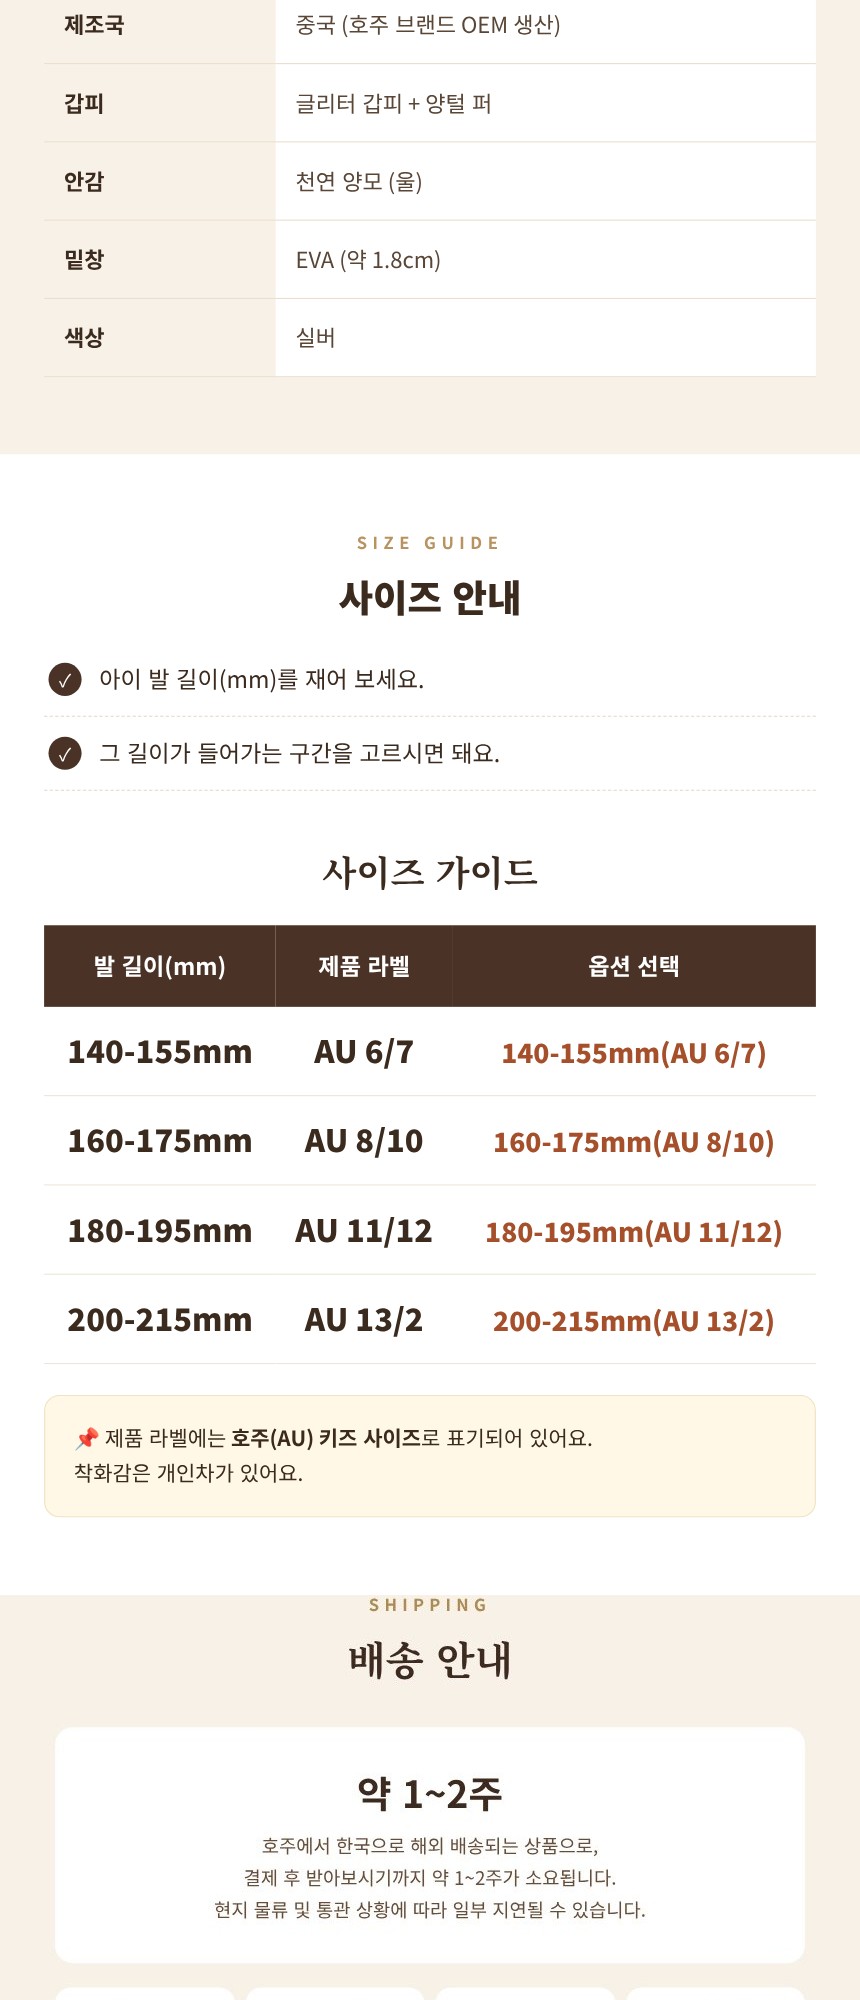 제조국
중국 (호주 브랜드 OEM 생산)
갑피
글리터 갑피 + 양털 퍼
안감
천연 양모 (울)
밑창
EVA (약 1.8cm)
색상
실버
SIZE GUIDE
사이즈 안내
✓ 아이 발 길이(mm)를 재어 보세요.
✓ 그 길이가 들어가는 구간을 고르시면 돼요.
사이즈 가이드
발 길이(mm) 제품 라벨 옵션 선택
140-155mm AU 6/7 140-155mm(AU 6/7)
160-175mm AU 8/10 160-175mm(AU 8/10)
180-195mm AU 11/12 180-195mm(AU 11/12)
200-215mm AU 13/2 200-215mm(AU 13/2)
📌 제품 라벨에는 호주(AU) 키즈 사이즈로 표기되어 있어요.
착화감은 개인차가 있어요.
SHIPPING
배송 안내
약 1~2주
호주에서 한국으로 해외 배송되는 상품으로,
결제 후 받아보시기까지 약 1~2주가 소요됩니다.
현지 물류 및 통관 상황에 따라 일부 지연될 수 있습니다.